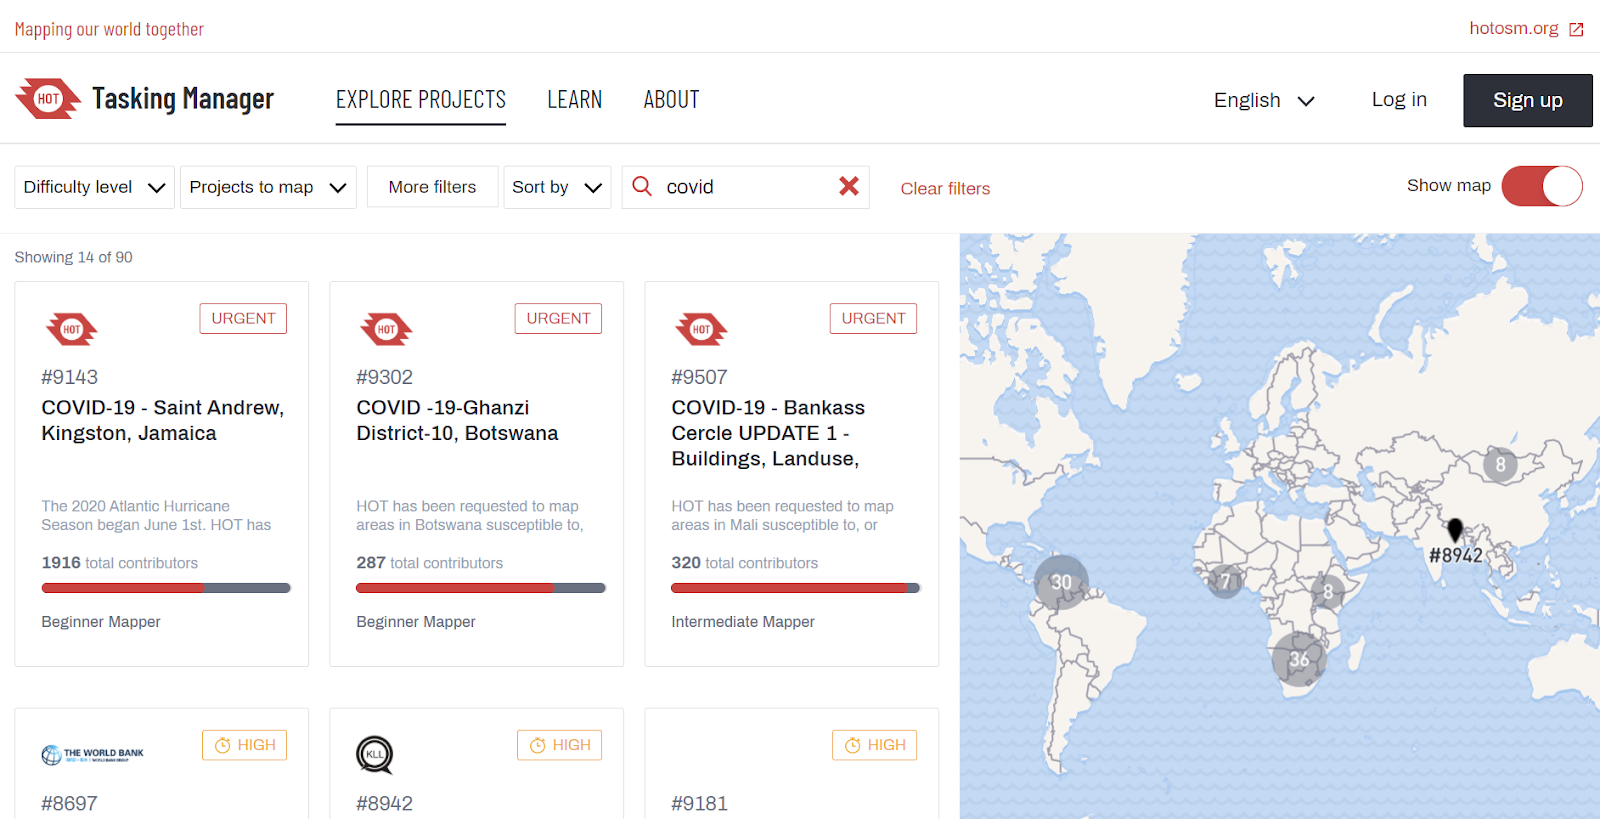 Mapping our world together
hotosm.org
HOT
Tasking Manager
EXPLORE PROJECTS
LEARN
ABOUT
English
Log in
Sign up
Difficulty level
Projects to map
More filters
Sort by
covid
Clear filters
Show map
Showing 14 of 90
HOT
URGENT
#9143
COVID-19 - Saint Andrew,
Kingston, Jamaica
The 2020 Atlantic Hurricane
Season began June 1st. HOT has
1916 total contributors
Beginner Mapper
HOT
URGENT
#9302
COVID -19-Ghanzi
District-10, Botswana
HOT has been requested to map
areas in Botswana susceptible to,
287 total contributors
Beginner Mapper
HOT
URGENT
#9507
COVID-19 - Bankass
Cercle UPDATE 1 -
Buildings, Landuse,
HOT has been requested to map
areas in Mali susceptible to, or
320 total contributors
Intermediate Mapper
THE WORLD BANK
HIGH
#8697
KLL
HIGH
#8942
HIGH
#9181
8
#8942
30
7
8
36